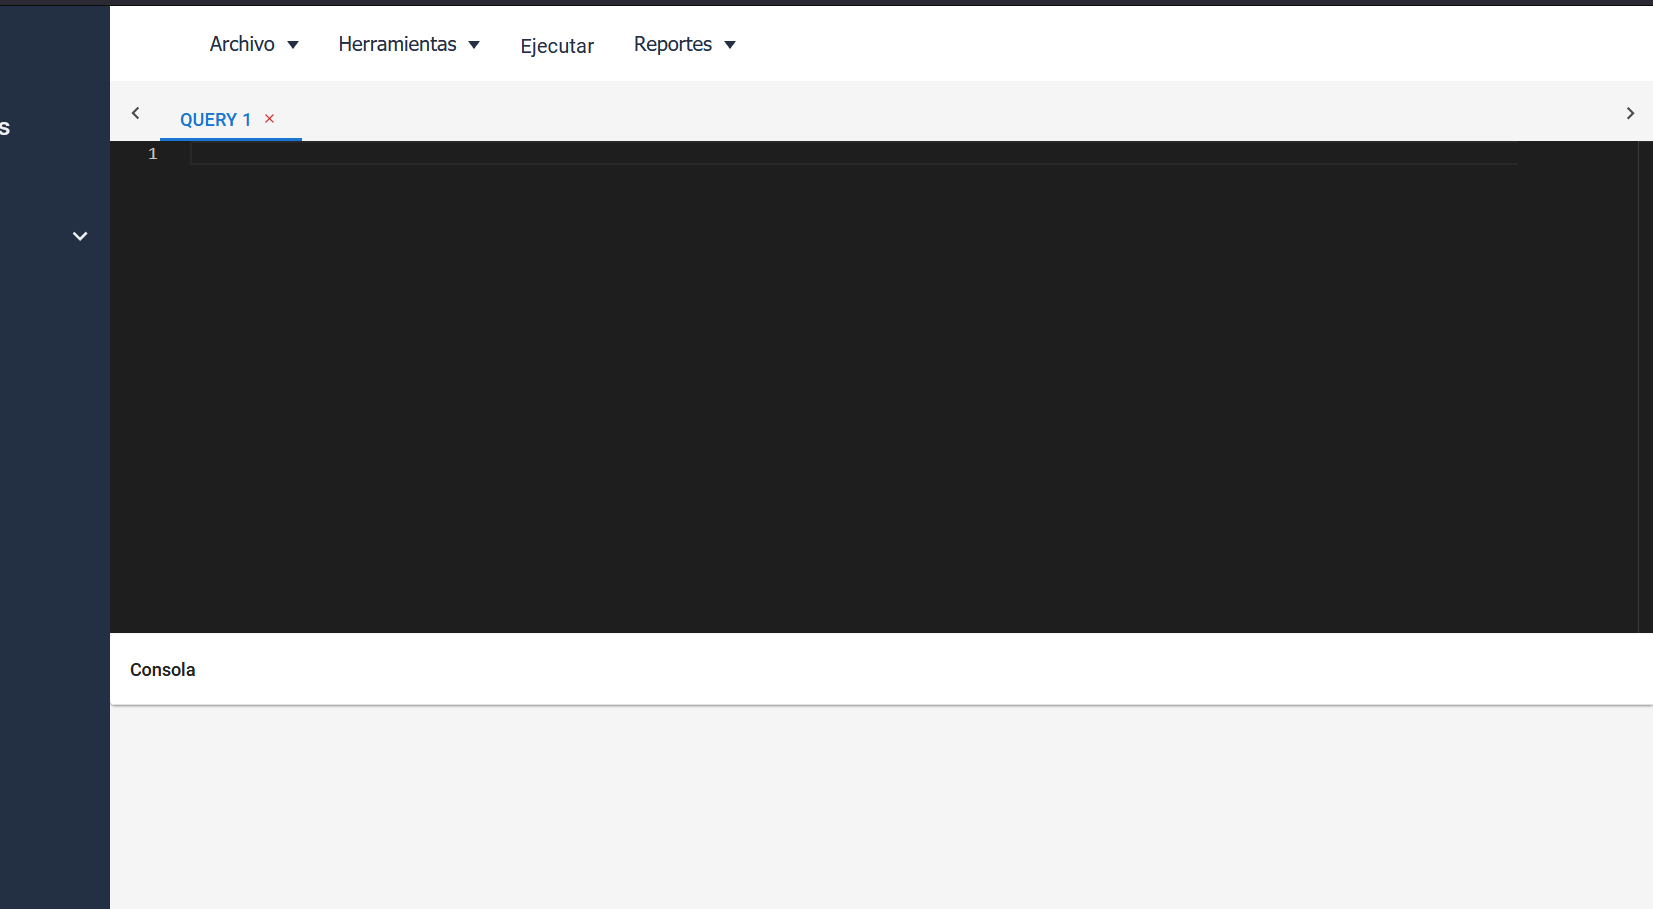 Archivo Herramientas Ejecutar Reportes
s
QUERY 1 ×
1
Consola